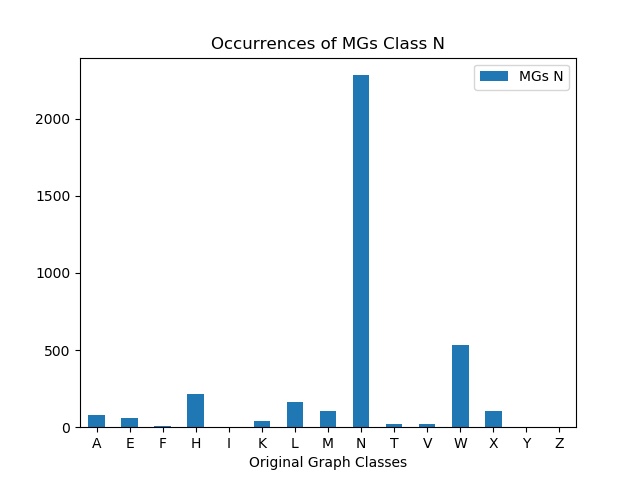 Occurrences of MGs Class N
MGs N
2000
1500
1000
500
0
A E F H I K L M N T V W X Y Z
Original Graph Classes